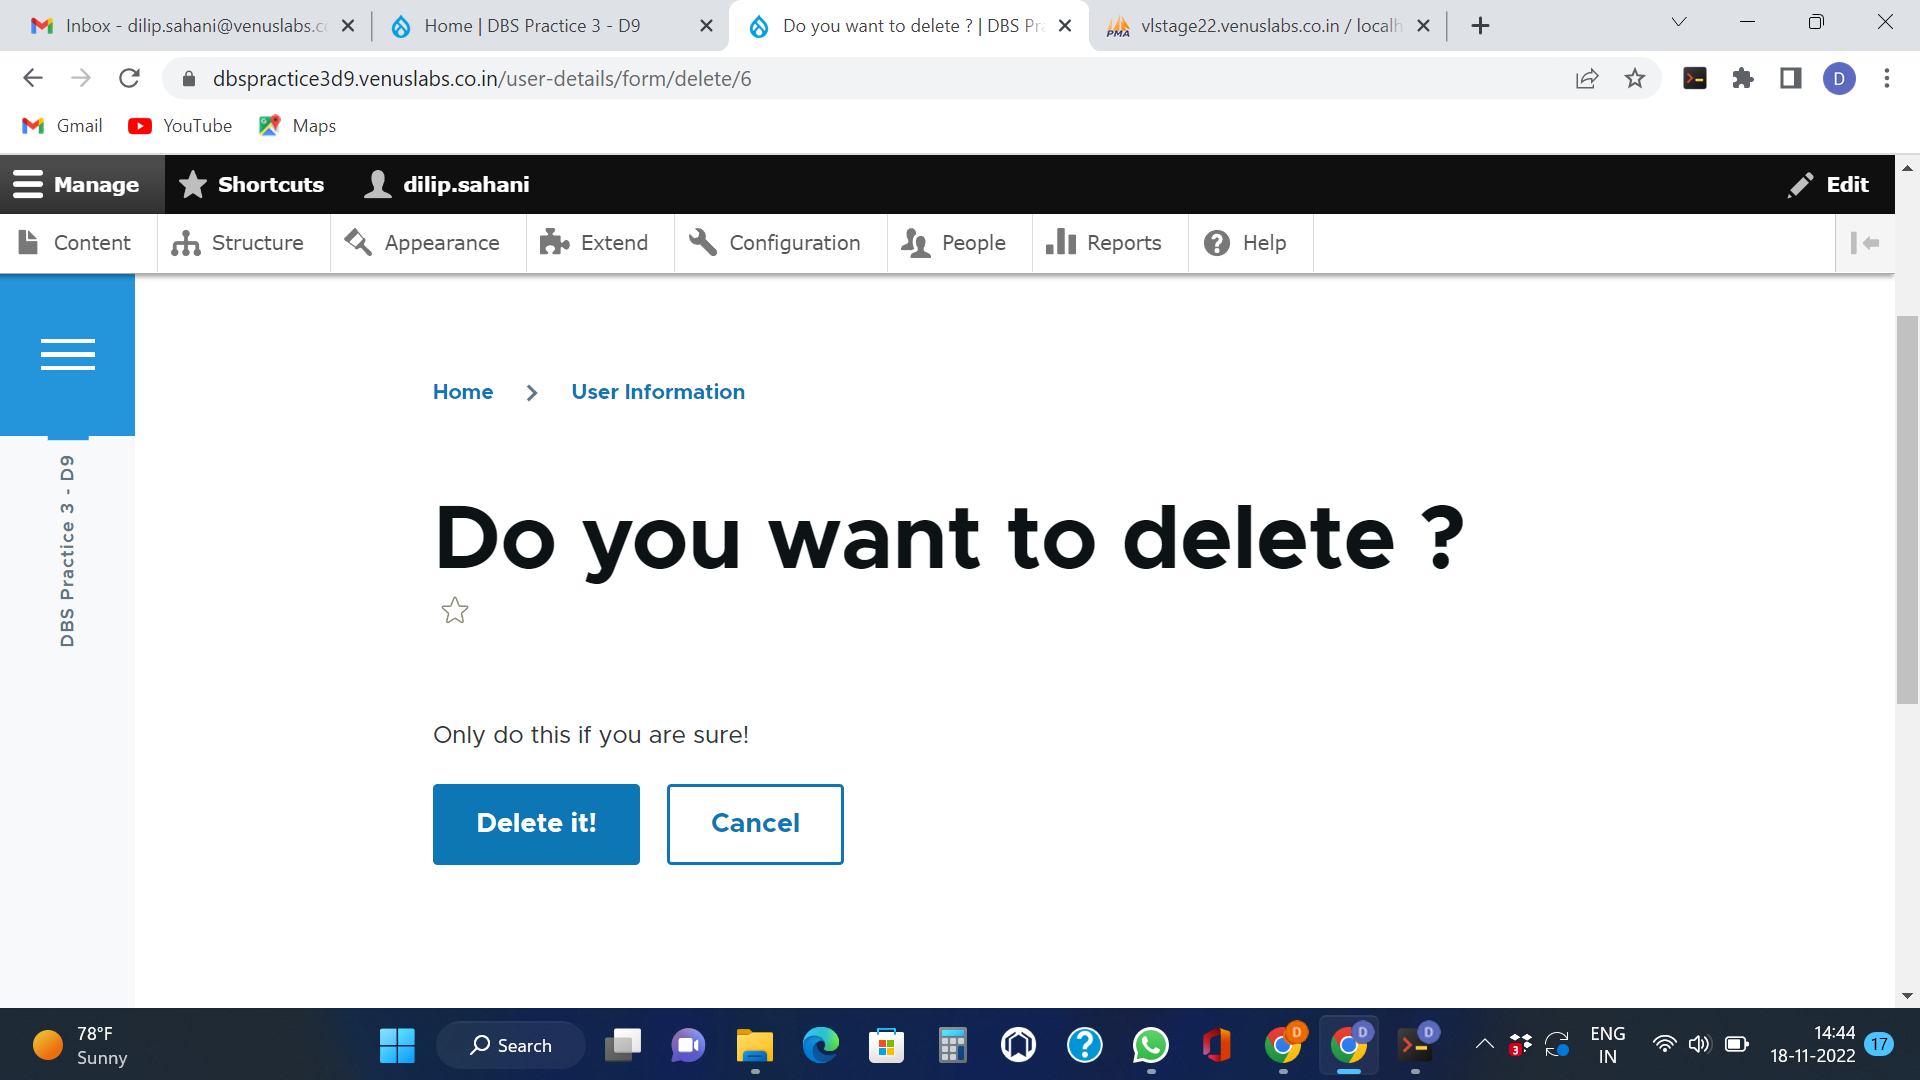 Inbox - dilip.sahani@venuslabs.cc
Home | DBS Practice 3 - D9
Do you want to delete ? | DBS Pra
vlstage22.venuslabs.co.in / localh
dbspractice3d9.venuslabs.co.in/user-details/form/delete/6
D
Gmail
YouTube
Maps
Manage
Shortcuts
dilip.sahani
Edit
Content
Structure
Appearance
Extend
Configuration
People
Reports
Help
DBS Practice 3 - D9
Home > User Information
Do you want to delete ?
Only do this if you are sure!
Delete it!
Cancel
78°F
Sunny
Search
D
D
D
3
ENG
IN
14:44
18-11-2022
17
PMA